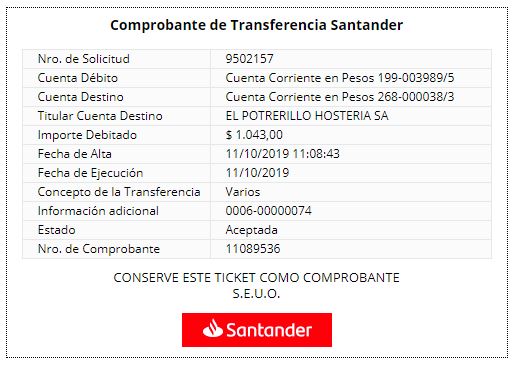 Comprobante de Transferencia Santander
Nro. de Solicitud 9502157
Cuenta Débito Cuenta Corriente en Pesos 199-003989/5
Cuenta Destino Cuenta Corriente en Pesos 268-000038/3
Titular Cuenta Destino EL POTRERILLO HOSTERIA SA
Importe Debitado $ 1.043,00
Fecha de Alta 11/10/2019 11:08:43
Fecha de Ejecución 11/10/2019
Concepto de la Transferencia Varios
Información adicional 0006-00000074
Estado Aceptada
Nro. de Comprobante 11089536
CONSERVE ESTE TICKET COMO COMPROBANTE
S.E.U.O.
Santander